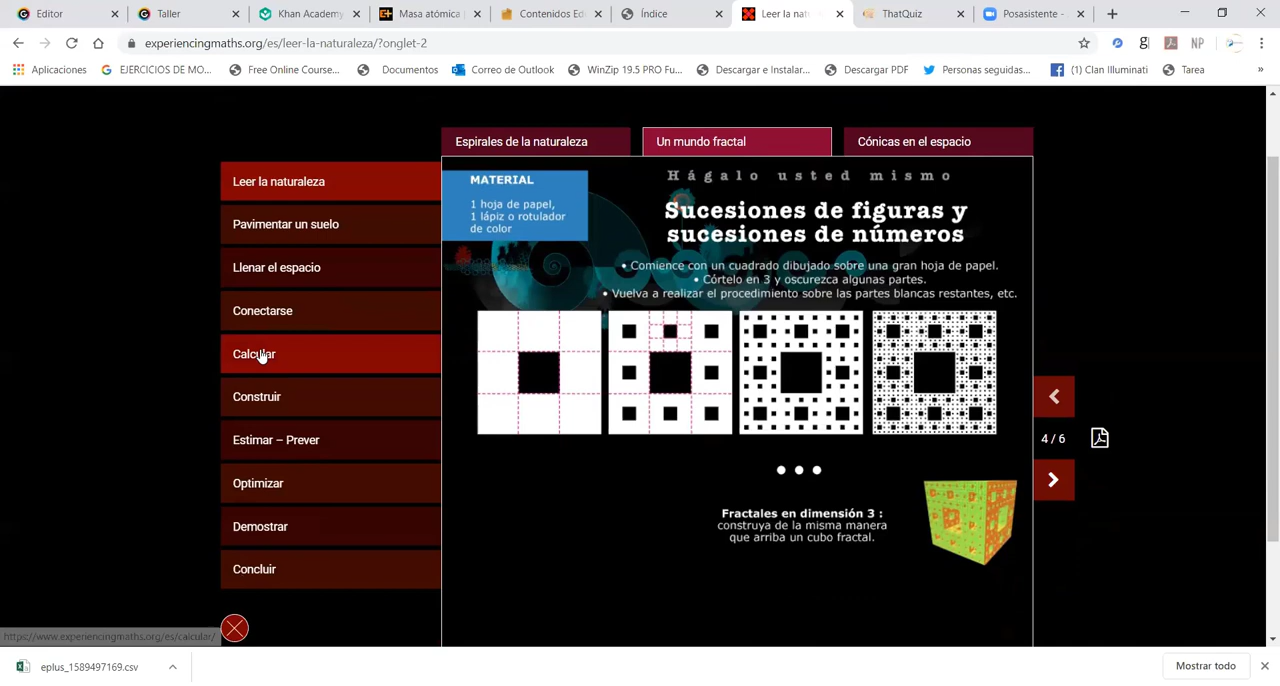 Editor
Taller
Khan Academy
Masa atómica
Contenidos Ed
Índice
Leer la natu
ThatQuiz
Posasistente -
experiencingmaths.org/es/leer-la-naturaleza/?onglet-2
Aplicaciones
EJERCICIOS DE MO...
Free Online Course...
Documentos
Correo de Outlook
WinZip 19.5 PRO Fu...
Descargar e Instalar...
Descargar PDF
Personas seguidas...
(1) Clan Illuminati
Tarea
»
Espirales de la naturaleza
Un mundo fractal
Cónicas en el espacio
Leer la naturaleza
Pavimentar un suelo
Llenar el espacio
Conectarse
Calcular
Construir
Estimar – Prever
Optimizar
Demostrar
Concluir
MATERIAL
1 hoja de papel,
1 lápiz o rotulador
de color
Hágalo usted mismo
Sucesiones de figuras y
sucesiones de números
• Comience con un cuadrado dibujado sobre una gran hoja de papel.
• Córtelo en 3 y oscurezca algunas partes.
• Vuelva a realizar el procedimiento sobre las partes blancas restantes, etc.
Fractales en dimensión 3 :
construya de la misma manera
que arriba un cubo fractal.
4 / 6
https://www.experiencingmaths.org/es/calcular/
eplus_1589497169.csv
Mostrar todo